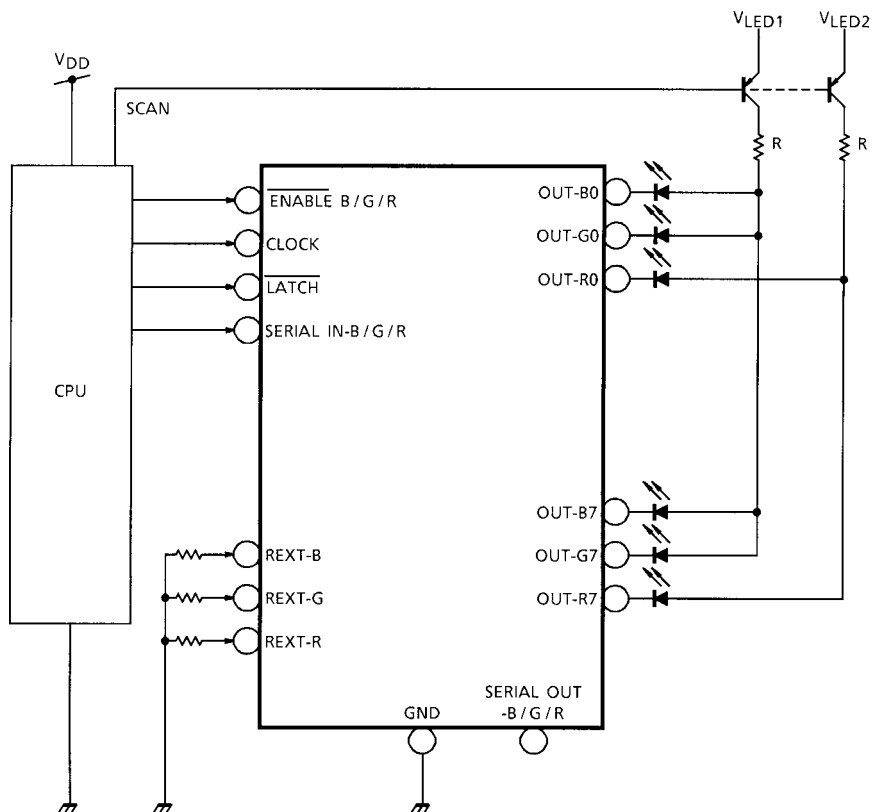 VLED1
VLED2
VDD
SCAN
R
R
ENABLE B/G/R
OUT-B0
CLOCK
OUT-G0
LATCH
OUT-R0
SERIAL IN-B/G/R
CPU
OUT-B7
REXT-B
OUT-G7
REXT-G
OUT-R7
REXT-R
SERIAL OUT
-B/G/R
GND